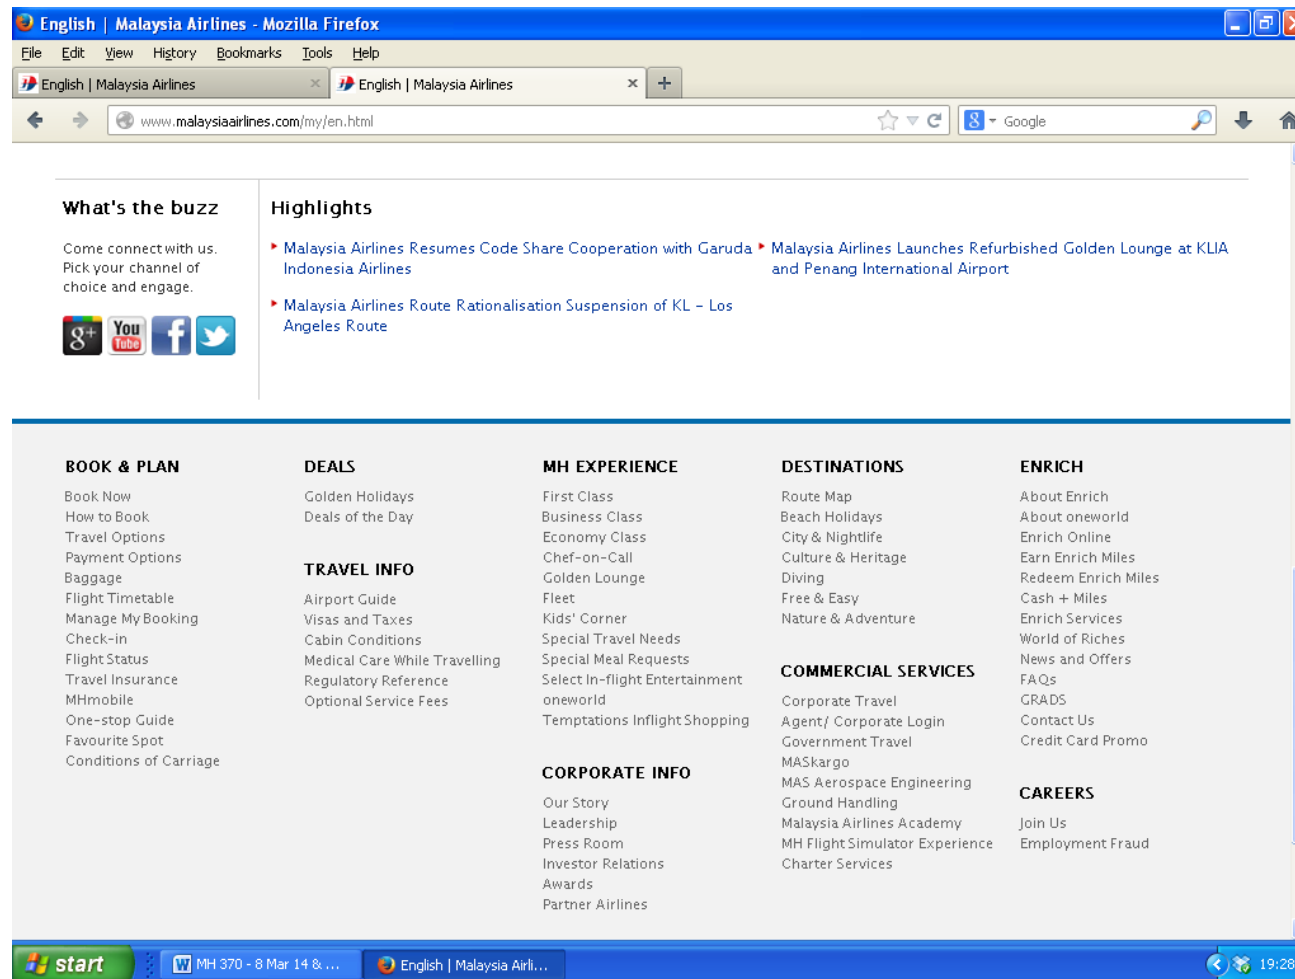 English | Malaysia Airlines - Mozilla Firefox
File Edit View History Bookmarks Tools Help
English | Malaysia Airlines
English | Malaysia Airlines
www.malaysiaairlines.com/my/en.html
Google
What's the buzz
Come connect with us.
Pick your channel of
choice and engage.
g+ You Tube f
Highlights
Malaysia Airlines Resumes Code Share Cooperation with Garuda
Indonesia Airlines
Malaysia Airlines Route Rationalisation Suspension of KL – Los
Angeles Route
Malaysia Airlines Launches Refurbished Golden Lounge at KLIA
and Penang International Airport
BOOK & PLAN
Book Now
How to Book
Travel Options
Payment Options
Baggage
Flight Timetable
Manage My Booking
Check-in
Flight Status
Travel Insurance
MHmobile
One-stop Guide
Favourite Spot
Conditions of Carriage
DEALS
Golden Holidays
Deals of the Day
TRAVEL INFO
Airport Guide
Visas and Taxes
Cabin Conditions
Medical Care While Travelling
Regulatory Reference
Optional Service Fees
MH EXPERIENCE
First Class
Business Class
Economy Class
Chef-on-Call
Golden Lounge
Fleet
Kids' Corner
Special Travel Needs
Special Meal Requests
Select In-flight Entertainment
oneworld
Temptations Inflight Shopping
CORPORATE INFO
Our Story
Leadership
Press Room
Investor Relations
Awards
Partner Airlines
DESTINATIONS
Route Map
Beach Holidays
City & Nightlife
Culture & Heritage
Diving
Free & Easy
Nature & Adventure
COMMERCIAL SERVICES
Corporate Travel
Agent/ Corporate Login
Government Travel
MASkargo
MAS Aerospace Engineering
Ground Handling
Malaysia Airlines Academy
MH Flight Simulator Experience
Charter Services
ENRICH
About Enrich
About oneworld
Enrich Online
Earn Enrich Miles
Redeem Enrich Miles
Cash + Miles
Enrich Services
World of Riches
News and Offers
FAQs
GRADS
Contact Us
Credit Card Promo
CAREERS
Join Us
Employment Fraud
start
MH 370 - 8 Mar 14 & ...
English | Malaysia Airli...
19:28